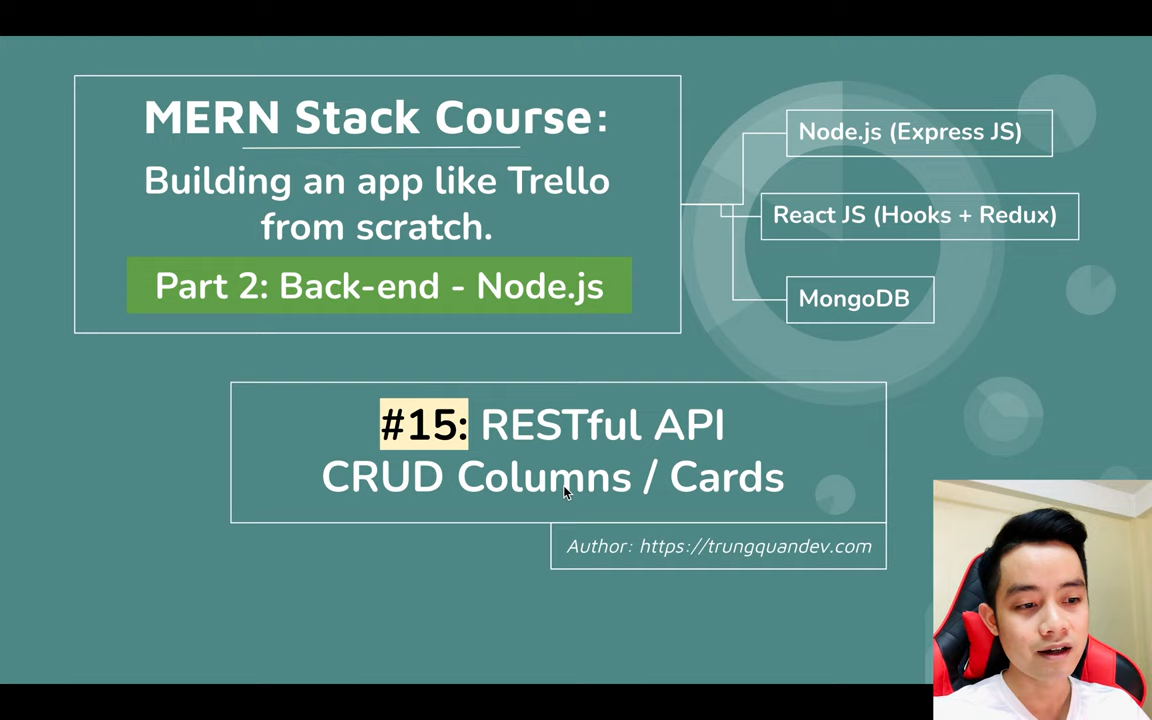 MERN Stack Course:
Building an app like Trello
from scratch.
Part 2: Back-end - Node.js
Node.js (Express JS)
React JS (Hooks + Redux)
MongoDB
#15: RESTful API
CRUD Columns / Cards
Author: https://trungquandev.com